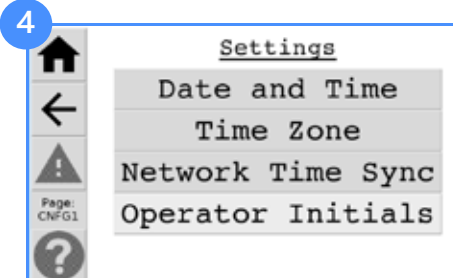 4
Settings
Date and Time
Time Zone
Network Time Sync
Page:
CNFG1
Operator Initials
?